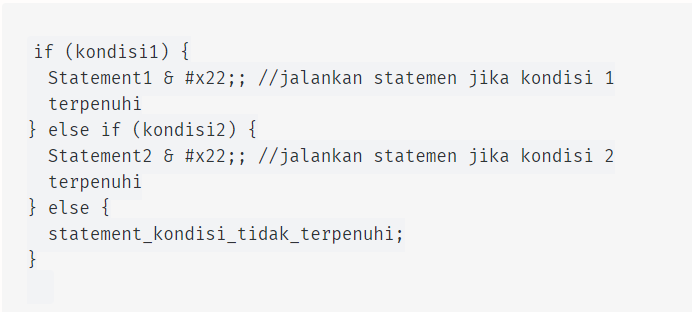 if (kondisi1) {
Statement1 & #x22;; //jalankan statemen jika kondisi 1
terpenuhi
} else if (kondisi2) {
Statement2 & #x22;; //jalankan statemen jika kondisi 2
terpenuhi
} else {
statement_kondisi_tidak_terpenuhi;
}